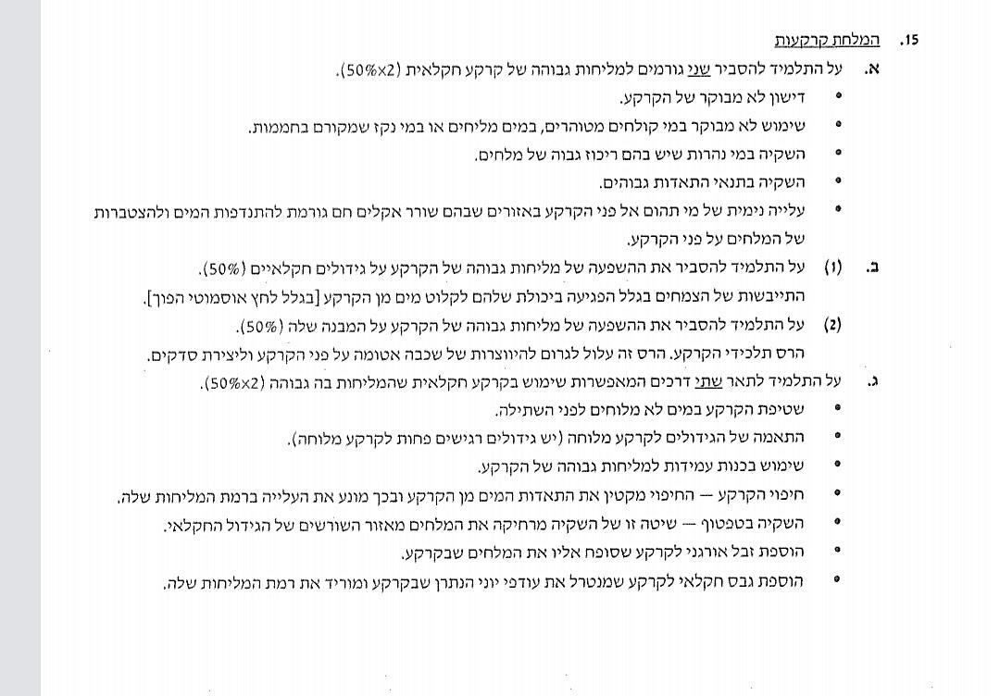 15. המלחת קרקעות
א. על התלמיד להסביר שני גורמים למליחות גבוהה של קרקע חקלאית (50%x2).
• דישון לא מבוקר של הקרקע.
• שימוש לא מבוקר במי קולחים מטוהרים, במים מליחים או במי נקז שמקורם בחממות.
• השקיה במי נהרות שיש בהם ריכוז גבוה של מלחים.
• השקיה בתנאי התאדות גבוהים.
• עלייה נימית של מי תהום אל פני הקרקע באזורים שבהם שורר אקלים חם גורמת להתנדפות המים ולהצטברות
של המלחים על פני הקרקע.
ב. (1) על התלמיד להסביר את ההשפעה של מליחות גבוהה של הקרקע על גידולים חקלאיים (50%).
התייבשות של הצמחים בגלל הפגיעה ביכולת שלהם לקלוט מים מן הקרקע [בגלל לחץ אוסמוטי הפוך].
(2) על התלמיד להסביר את ההשפעה של מליחות גבוהה של הקרקע על המבנה שלה (50%).
הרס תלכידי הקרקע. הרס זה עלול לגרום להיווצרות של שכבה אטומה על פני הקרקע וליצירת סדקים.
ג. על התלמיד לתאר שתי דרכים המאפשרות שימוש בקרקע חקלאית שהמליחות בה גבוהה (50%x2).
• שטיפת הקרקע במים לא מלוחים לפני השתילה.
• התאמה של הגידולים לקרקע מלוחה (יש גידולים רגישים פחות לקרקע מלוחה).
• שימוש בכנות עמידות למליחות גבוהה של הקרקע.
• חיפוי הקרקע – החיפוי מקטין את התאדות המים מן הקרקע ובכך מונע את העלייה ברמת המליחות שלה.
• השקיה בטפטוף – שיטה זו של השקיה מרחיקה את המלחים מאזור השורשים של הגידול החקלאי.
• הוספת זבל אורגני לקרקע שסופח אליו את המלחים שבקרקע.
• הוספת גבס חקלאי לקרקע שמנטרל את עודפי יוני הנתרן שבקרקע ומוריד את רמת המליחות שלה.